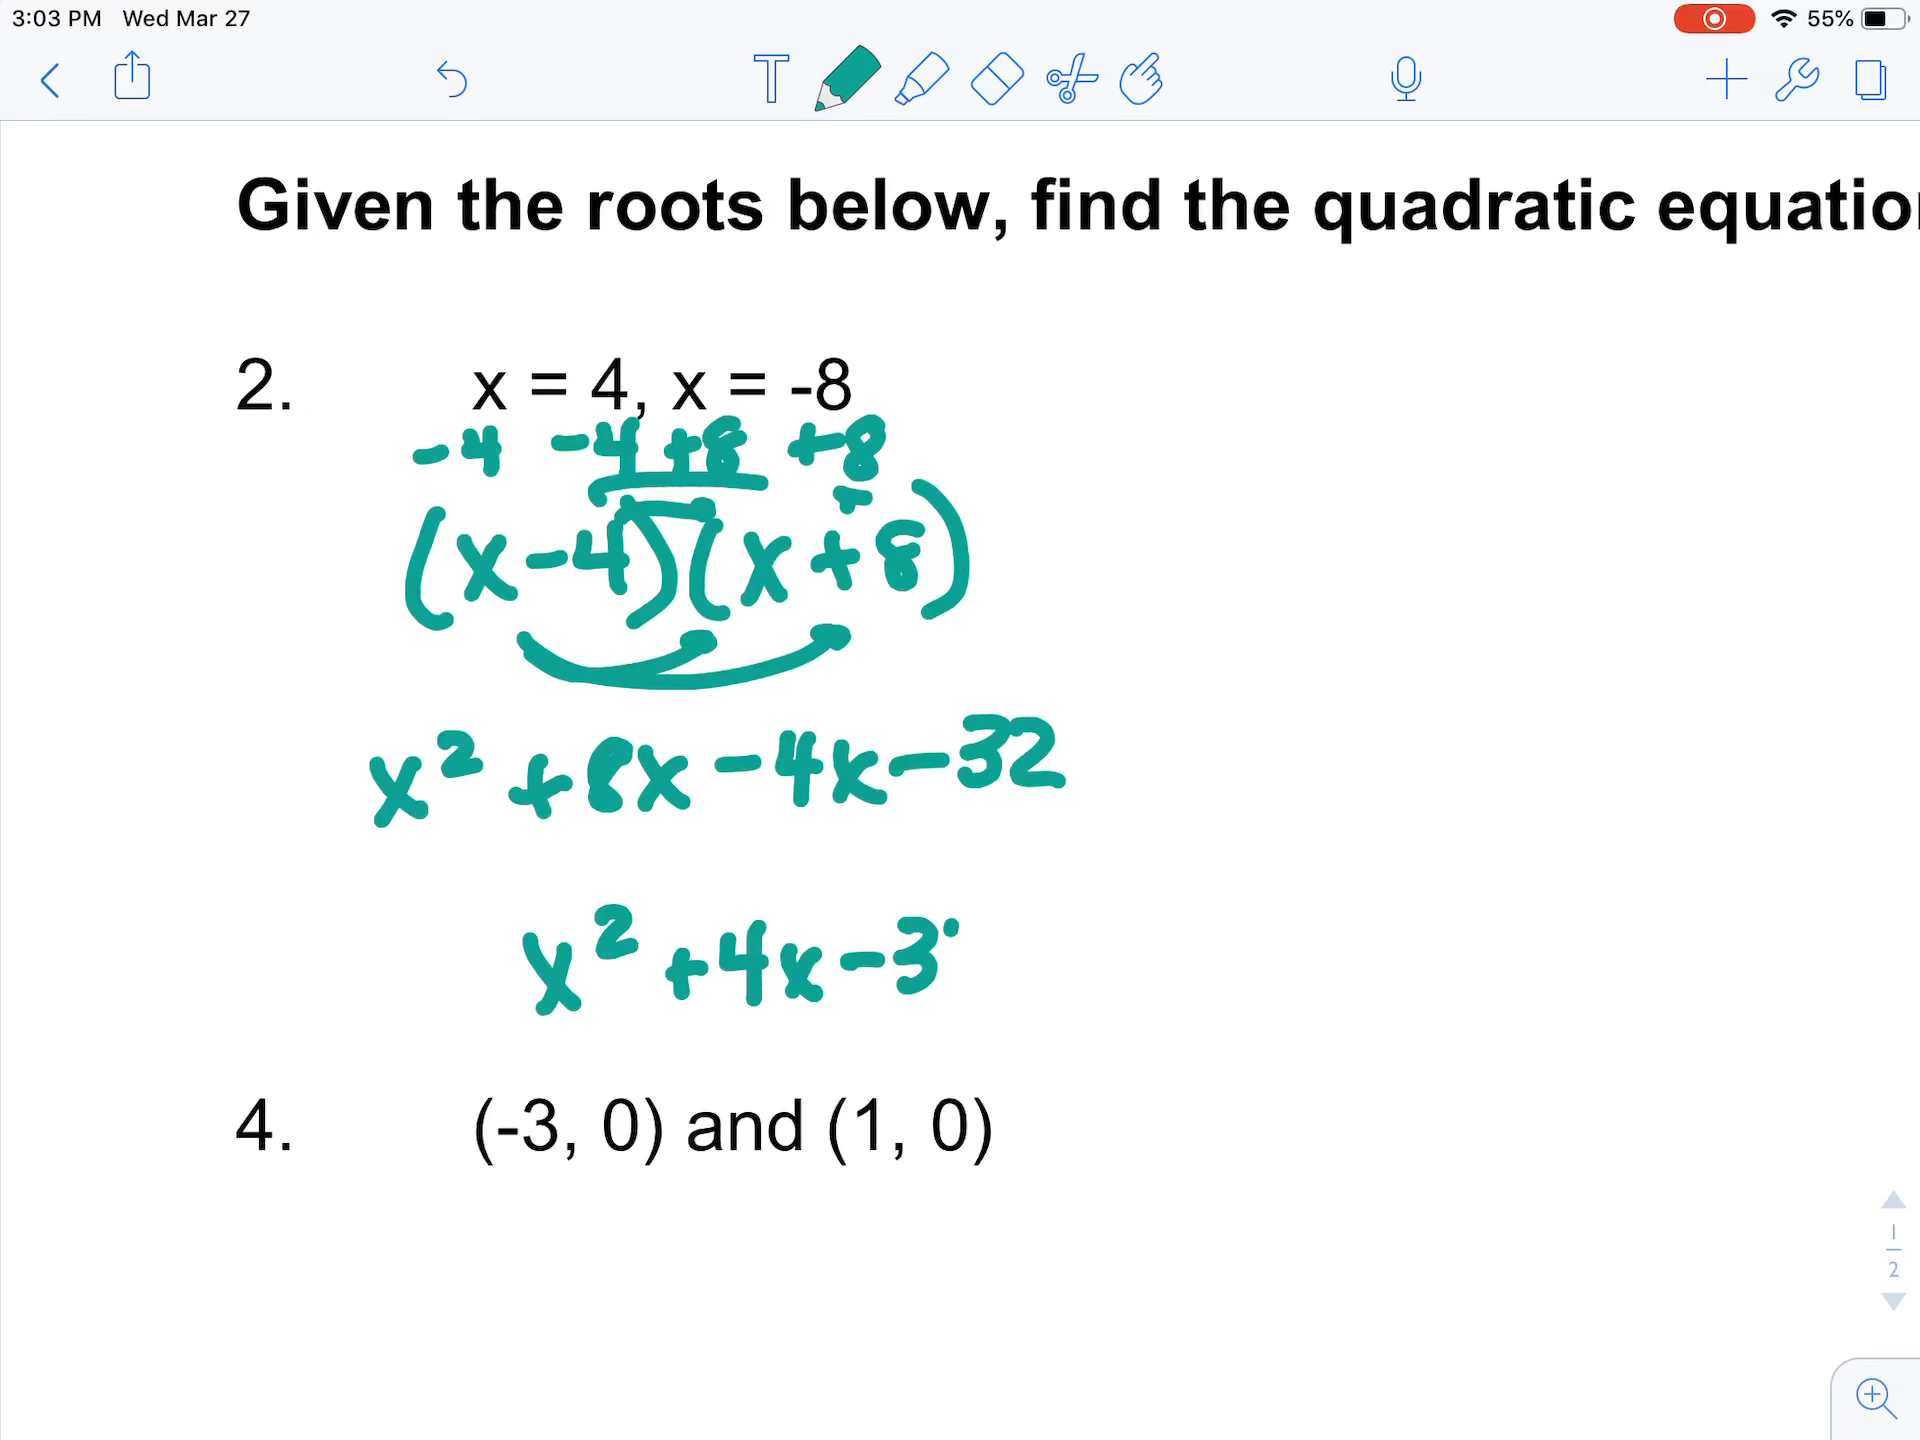 3:03 PM Wed Mar 27 55%
T
Given the roots below, find the quadratic equatio
2. x = 4, x = -8
-4 -4 +8 +8
(x-4)(x+8)
x² +8x -4x -32
x² +4x -3
4. (-3, 0) and (1, 0)
1
2